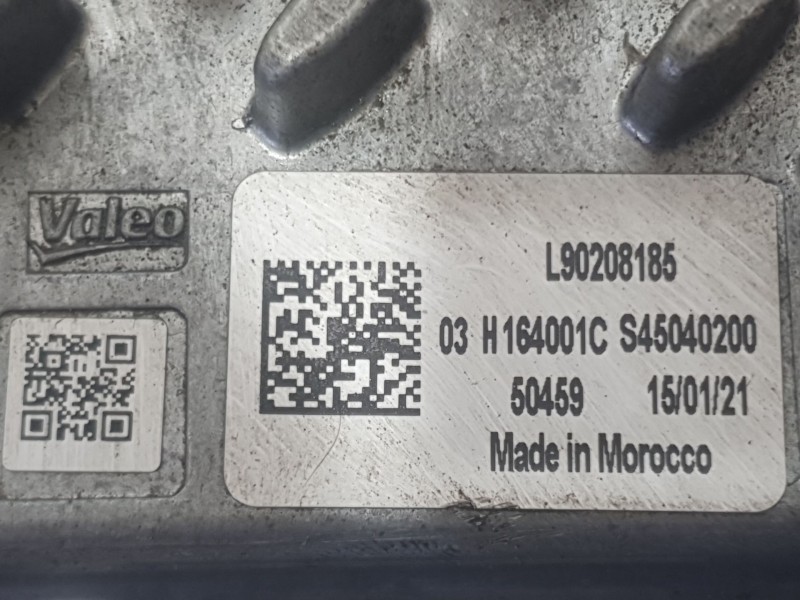 Valeo
L90208185
03 H164001C S45040200
50459 15/01/21
Made in Morocco